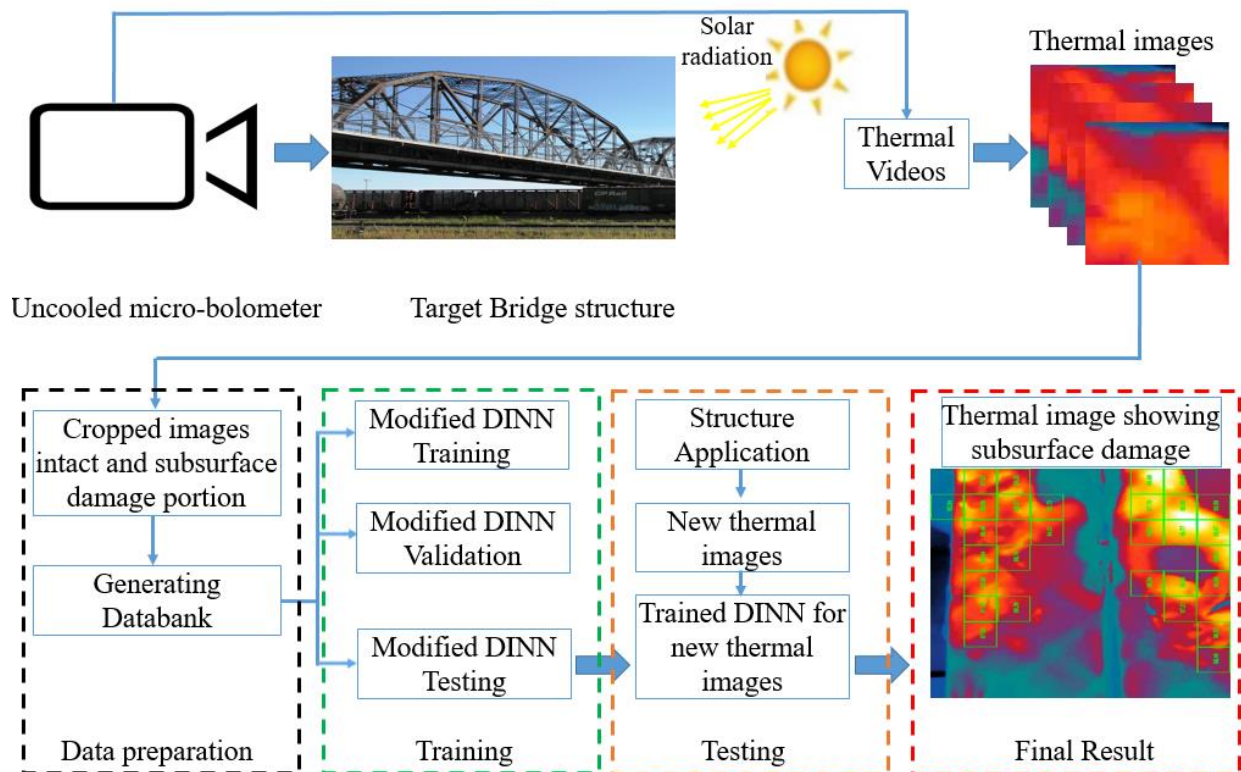 Solar
radiation
Thermal images
Thermal
Videos
Uncooled micro-bolometer
Target Bridge structure
Cropped images
intact and subsurface
damage portion
Generating
Databank
Data preparation
Modified DINN
Training
Modified DINN
Validation
Modified DINN
Testing
Training
Structure
Application
New thermal
images
Trained DINN for
new thermal
images
Testing
Thermal image showing
subsurface damage
Final Result